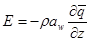 E = −ρa_w ∂q̄/∂z